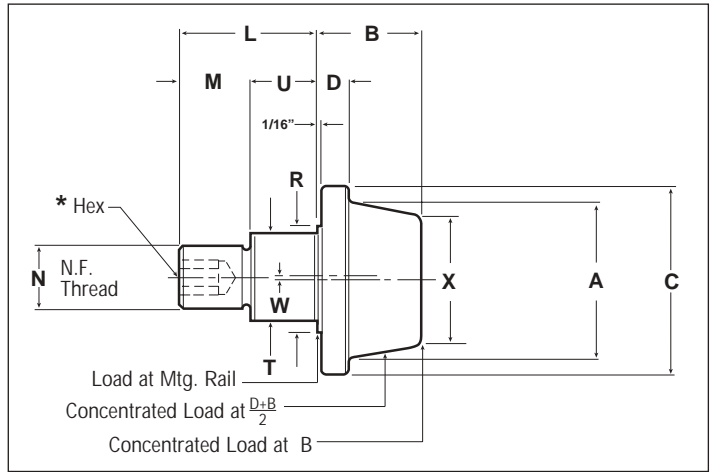 L B
M U D
1/16"
R
* Hex
N N.F.
Thread
W X A C
T
Load at Mtg. Rail
Concentrated Load at D+B
2
Concentrated Load at B